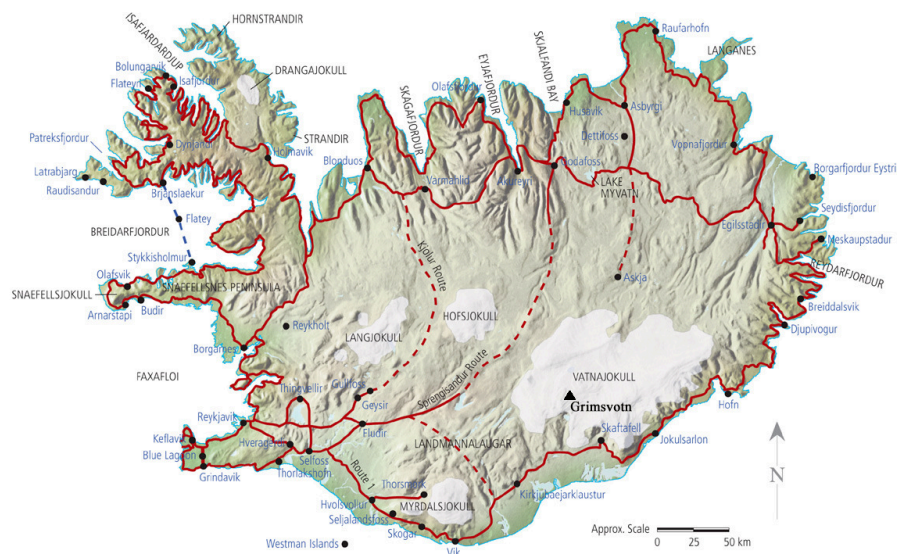 HORNSTRANDIR
ISAFJARDARDJUP
Raufarhofn
LANGANES
Bolungarvik
Isafjordur
DRANGAJOKULL
SKAGAFJORDUR
Olafsfjordur
EYJAFJORDUR
SKJALFANDI BAY
Husavik
Asbyrgi
Dettifoss
Patreksfjordur
Dynjandi
STRANDIR
Holmavik
Vopnafjordur
Latrabjarg
Raudisandur
Brjanslaekur
Blonduos
Varmahlid
Akureyri
Godafoss
LAKE
MYVATN
Borgarfjordur Eystri
Seydisfjordur
Flatey
BREIDARFJORDUR
Egilsstadir
Neskaupstadur
Stykkisholmur
Kjolur Route
REYDARFJORDUR
Olafsvik
SNAEFELLSJOKULL
SNAEFELLSNES PENINSULA
Askja
Arnarstapi
Budir
Breiddalsvik
HOFSJOKULL
Reykholt
LANGJOKULL
Djupivogur
Borgarnes
Sprengisandur Route
VATNAJOKULL
FAXAFLOI
Thingvellir
Gullfoss
Geysir
Grimsvotn
Hofn
Reykjavik
Fludir
Skaftafell
Jokulsarlon
Keflavik
Hveragerdi
LANDMANNALAUGAR
Blue Lagoon
Selfoss
Grindavik
Thorlakshofn
Route 1
Thorsmork
Kirkjubaejarklaustur
Hvolsvollur
MYRDALSJOKULL
Seljalandsfoss
Skogar
Vik
Westman Islands
N
Approx. Scale
0 25 50 km